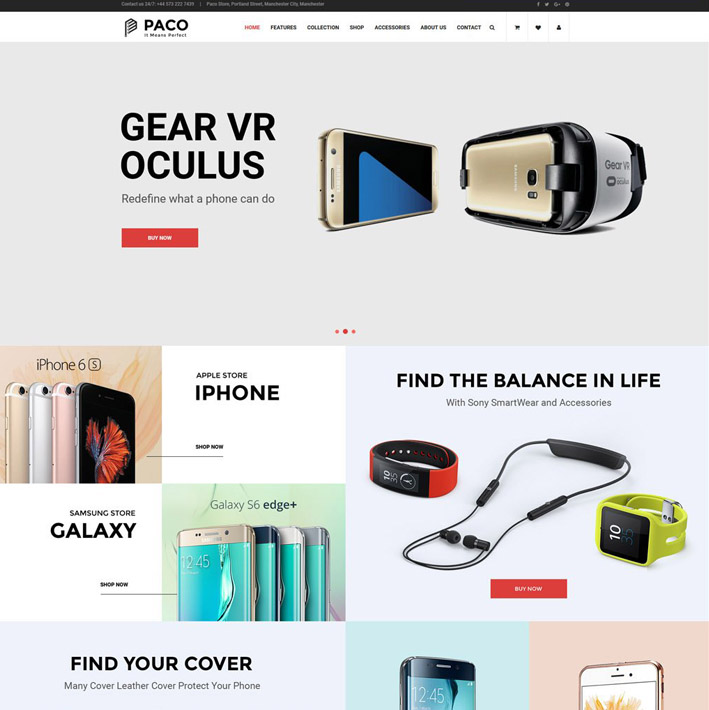 Contact us 24/7: +44 573 222 7439 | Paco Store, Portland Street, Manchester City, Manchester
PACO
It Means Perfect
HOME FEATURES COLLECTION SHOP ACCESSORIES ABOUT US CONTACT
GEAR VR
OCULUS
Redefine what a phone can do
BUY NOW
SAMSUNG
Gear VR
oculus
iPhone 6 S
APPLE STORE
IPHONE
SHOP NOW
SAMSUNG STORE
GALAXY
SHOP NOW
Galaxy S6 edge+
12:45
FIND THE BALANCE IN LIFE
With Sony SmartWear and Accessories
10
35
10
35
BUY NOW
FIND YOUR COVER
Many Cover Leather Cover Protect Your Phone
12:45